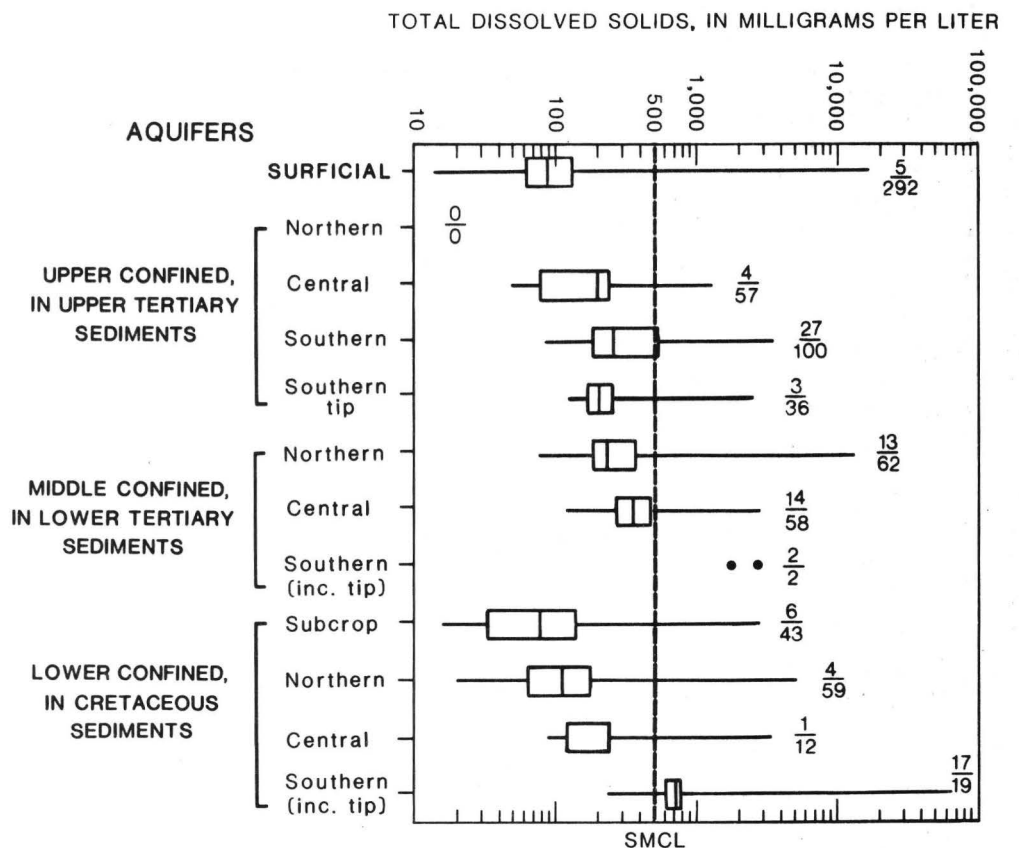 TOTAL DISSOLVED SOLIDS, IN MILLIGRAMS PER LITER
10
100
500
1,000
10,000
100,000
AQUIFERS
SURFICIAL
5
292
UPPER CONFINED,
IN UPPER TERTIARY
SEDIMENTS
Northern
0
0
Central
4
57
Southern
27
100
Southern
tip
3
36
MIDDLE CONFINED,
IN LOWER TERTIARY
SEDIMENTS
Northern
13
62
Central
14
58
Southern
(inc. tip)
2
2
LOWER CONFINED,
IN CRETACEOUS
SEDIMENTS
Subcrop
6
43
Northern
4
59
Central
1
12
Southern
(inc. tip)
17
19
SMCL